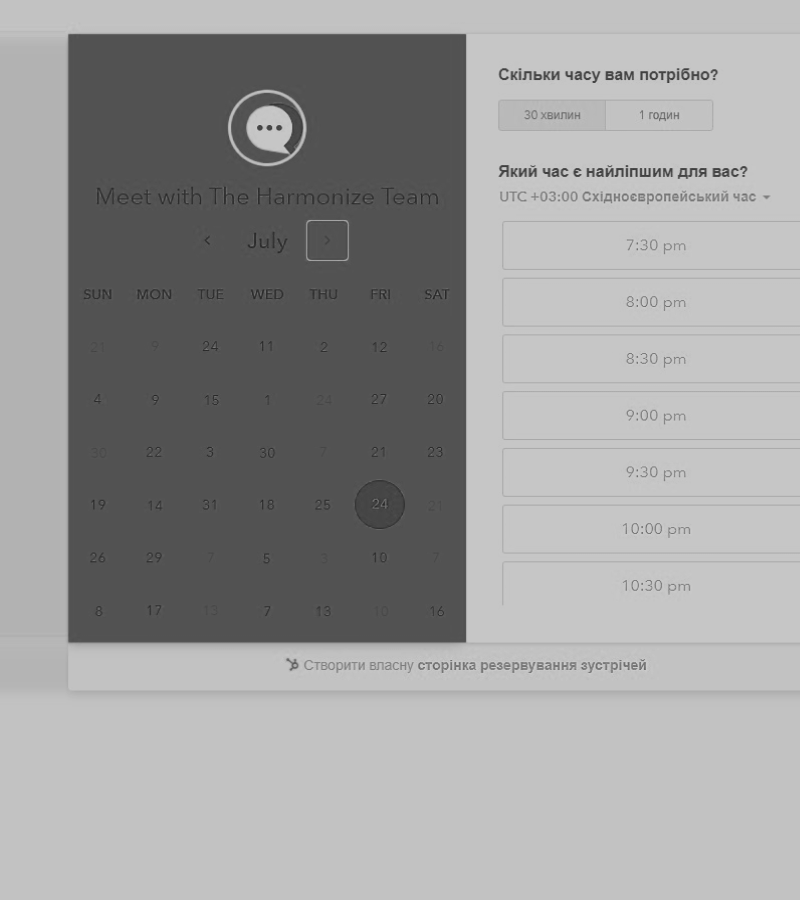 Meet with The Harmonize Team
July
SUN MON TUE WED THU FRI SAT
21 9 24 11 2 12 16
4 9 15 1 24 27 20
30 22 3 30 7 21 23
19 14 31 18 25 24 21
26 29 7 5 3 10 7
8 17 13 7 13 10 16
Скільки часу вам потрібно?
30 хвилин 1 годин
Який час є найліпшим для вас?
UTC +03:00 Східноєвропейський час
7:30 pm
8:00 pm
8:30 pm
9:00 pm
9:30 pm
10:00 pm
10:30 pm
Створити власну сторінка резервування зустрічей